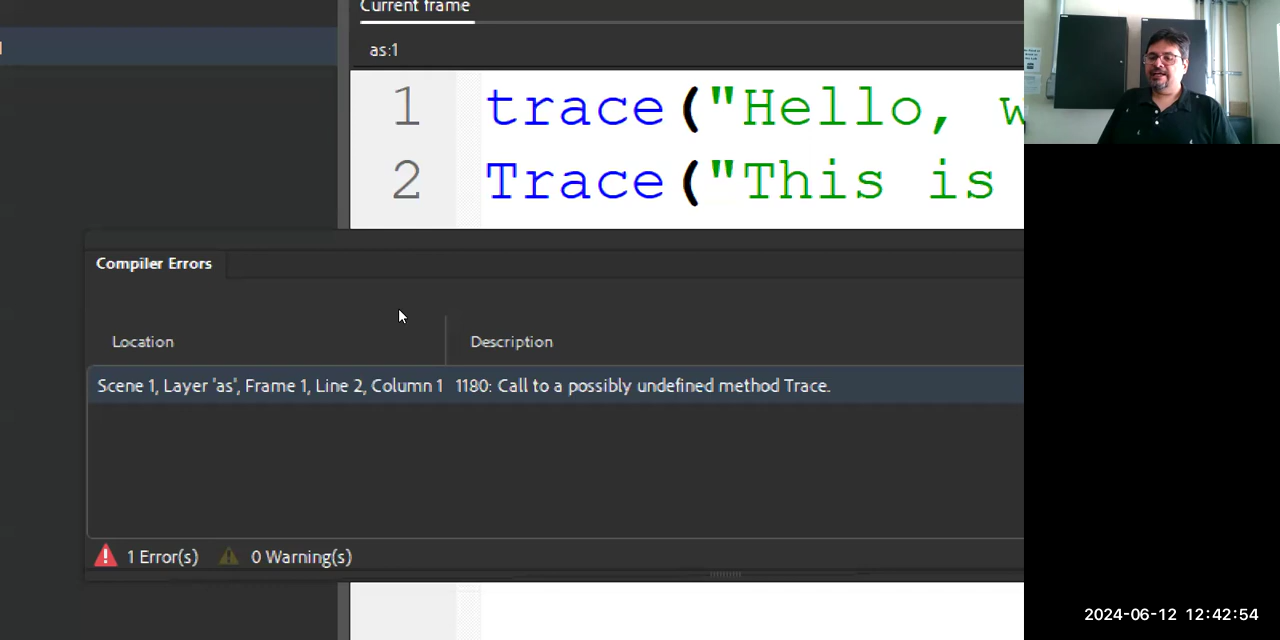 Current frame
as:1
1 trace("Hello,
2 Trace("This is
Compiler Errors
Location Description
Scene 1, Layer 'as', Frame 1, Line 2, Column 1 1180: Call to a possibly undefined method Trace.
1 Error(s) 0 Warning(s)
2024-06-12 12:42:54